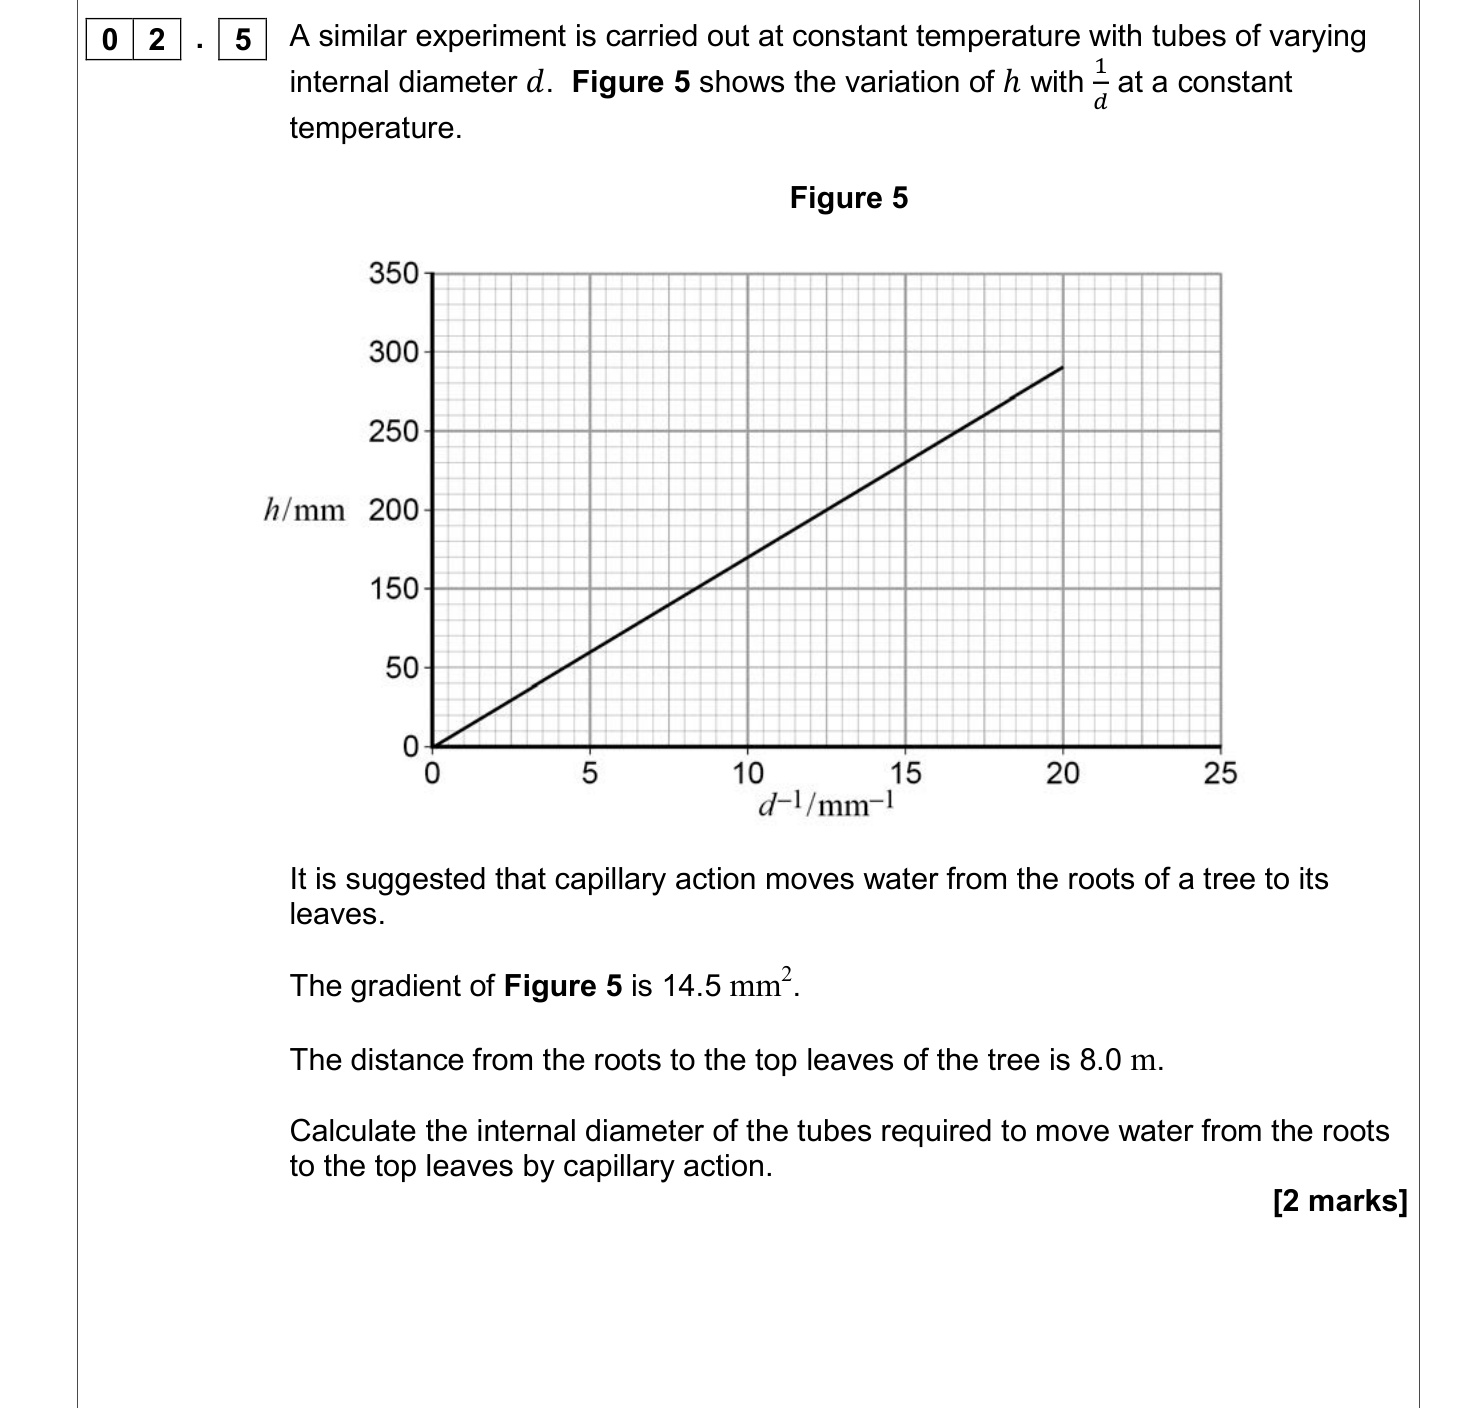 0 2 . 5 A similar experiment is carried out at constant temperature with tubes of varying
internal diameter d. Figure 5 shows the variation of h with 1/d at a constant
temperature.
Figure 5
350
300
250
h/mm 200
150
50
0
0 5 10 15 20 25
d⁻¹/mm⁻¹
It is suggested that capillary action moves water from the roots of a tree to its
leaves.
The gradient of Figure 5 is 14.5 mm².
The distance from the roots to the top leaves of the tree is 8.0 m.
Calculate the internal diameter of the tubes required to move water from the roots
to the top leaves by capillary action.
[2 marks]